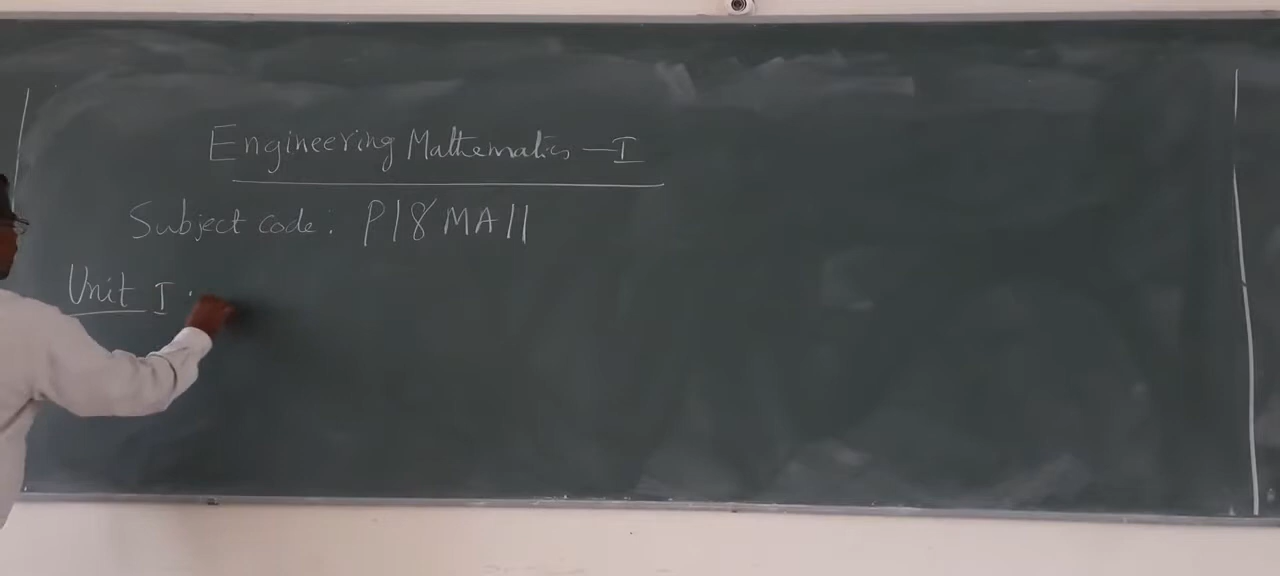 Engineering Mathematics - I
Subject code: P18MA11
Unit I :